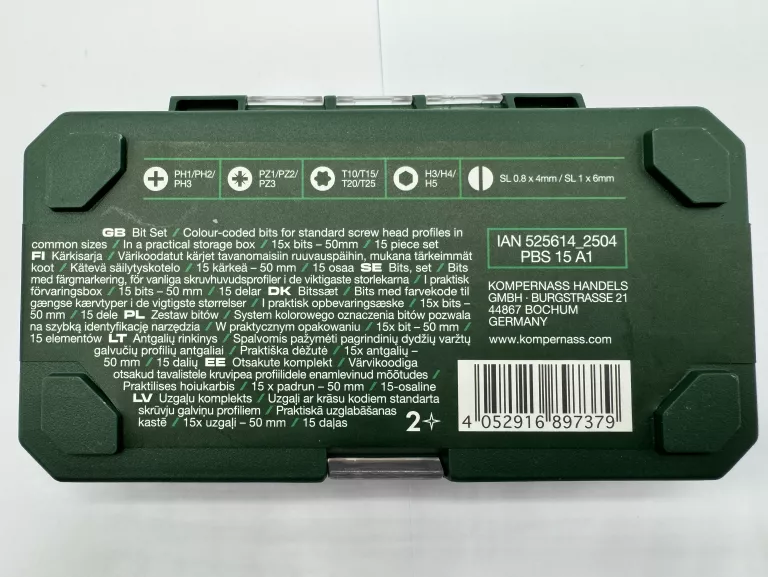 PH1/PH2/
PH3
PZ1/PZ2/
PZ3
T10/T15/
T20/T25
H3/H4/
H5
SL 0.8 x 4mm / SL 1 x 6mm
GB Bit Set / Colour-coded bits for standard screw head profiles in
common sizes / In a practical storage box / 15x bits – 50mm / 15 piece set
FI Kärkisarja / Värikoodatut kärjet tavanomaisiin ruuvauspäihin, mukana tärkeimmät
koot / Kätevä säilytyskotelo / 15 kärkeä – 50 mm / 15 osaa SE Bits, set / Bits
med färgmarkering, för vanliga skruvhuvudsprofiler i de viktigaste storlekarna / I praktisk
förvaringsbox / 15 bits – 50 mm / 15 delar DK Bitssæt / Bits med farvekode til
gængse kærvtyper i de vigtigste størrelser / I praktisk opbevaringsæske / 15x bits –
50 mm / 15 dele PL Zestaw bitów / System kolorowego oznaczenia bitów pozwala
na szybką identyfikację narzędzia / W praktycznym opakowaniu / 15x bit – 50 mm /
15 elementów LT Antgalių rinkinys / Spalvomis pažymėti pagrindinių dydžių varžtų
galvučių profilių antgaliai / Praktiška dėžutė / 15x antgalių –
50 mm / 15 dalių EE Otsakute komplekt / Värvikoodiga
otsakud tavalistele kruvipea profiilidele enamlevinud mõõtudes /
Praktilises hoiukarbis / 15 x padrun – 50 mm / 15-osaline
LV Uzgaļu komplekts / Uzgaļi ar krāsu kodiem standarta
skrūvju galviņu profiliem / Praktiskā uzglabāšanas
kastē / 15x uzgaļi – 50 mm / 15 daļas
2
IAN 525614_2504
PBS 15 A1
KOMPERNASS HANDELS
GMBH · BURGSTRASSE 21
44867 BOCHUM
GERMANY
www.kompernass.com
4 052916 897379